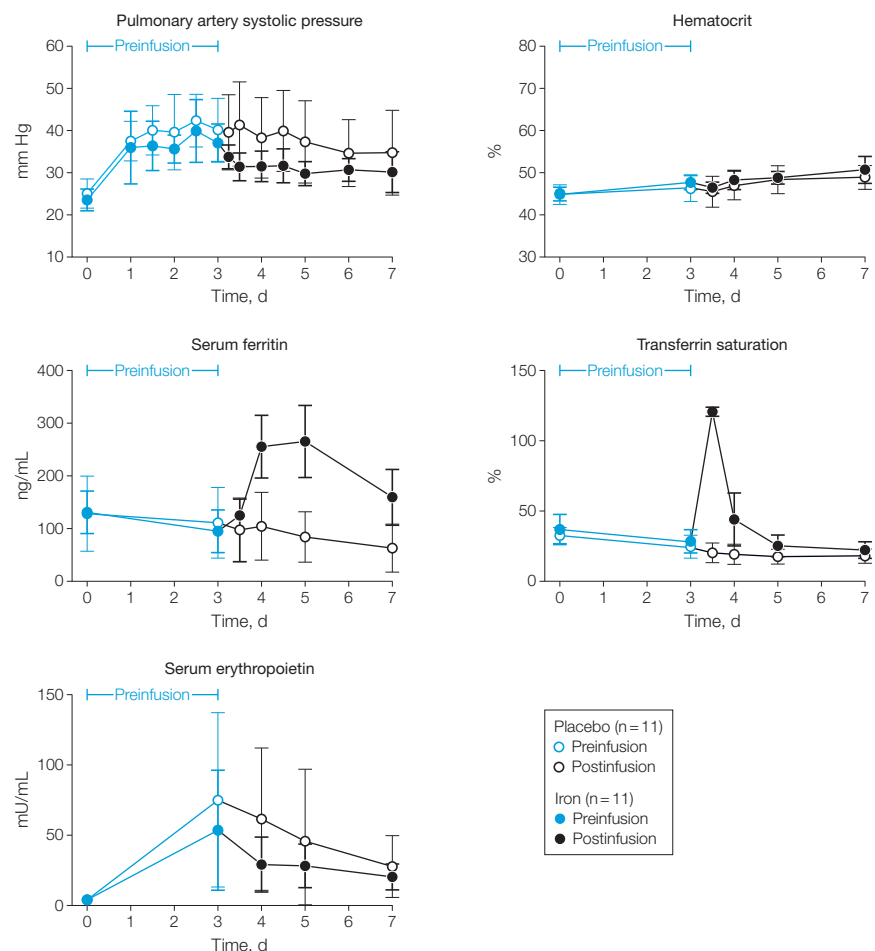 Pulmonary artery systolic pressure
Preinfusion
60
50
40
30
20
10
mm Hg
0 1 2 3 4 5 6 7
Time, d
Hematocrit
Preinfusion
80
70
60
50
40
30
%
0 1 2 3 4 5 6 7
Time, d
Serum ferritin
Preinfusion
400
300
200
100
0
ng/mL
0 1 2 3 4 5 6 7
Time, d
Transferrin saturation
Preinfusion
150
100
50
0
%
0 1 2 3 4 5 6 7
Time, d
Serum erythropoietin
Preinfusion
150
100
50
0
mU/mL
0 1 2 3 4 5 6 7
Time, d
Placebo (n = 11)
Preinfusion
Postinfusion
Iron (n = 11)
Preinfusion
Postinfusion